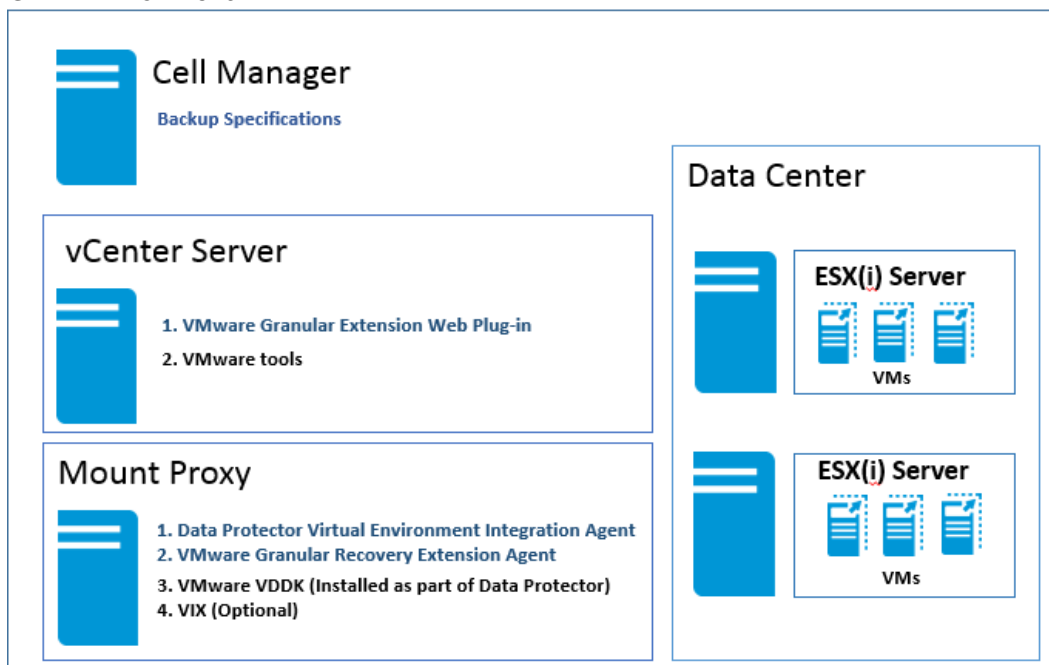 Cell Manager
Backup Specifications
Data Center
vCenter Server
ESX(i) Server
1. VMware Granular Extension Web Plug-in
2. VMware tools
VMs
Mount Proxy
ESX(i) Server
1. Data Protector Virtual Environment Integration Agent
2. VMware Granular Recovery Extension Agent
3. VMware VDDK (Installed as part of Data Protector)
4. VIX (Optional)
VMs